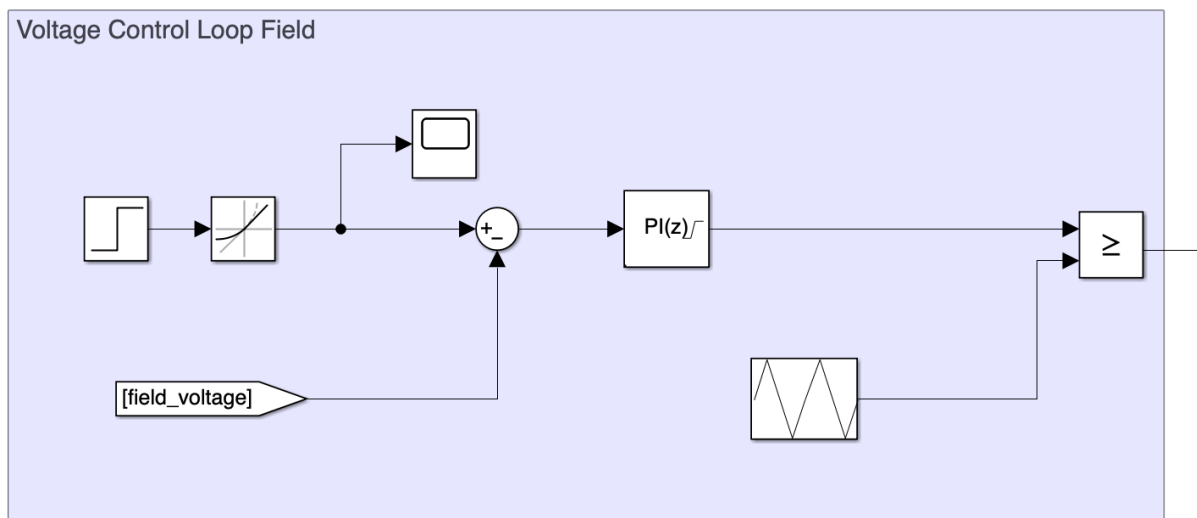 Voltage Control Loop Field
+
−
PI(z)
≥
[field_voltage]